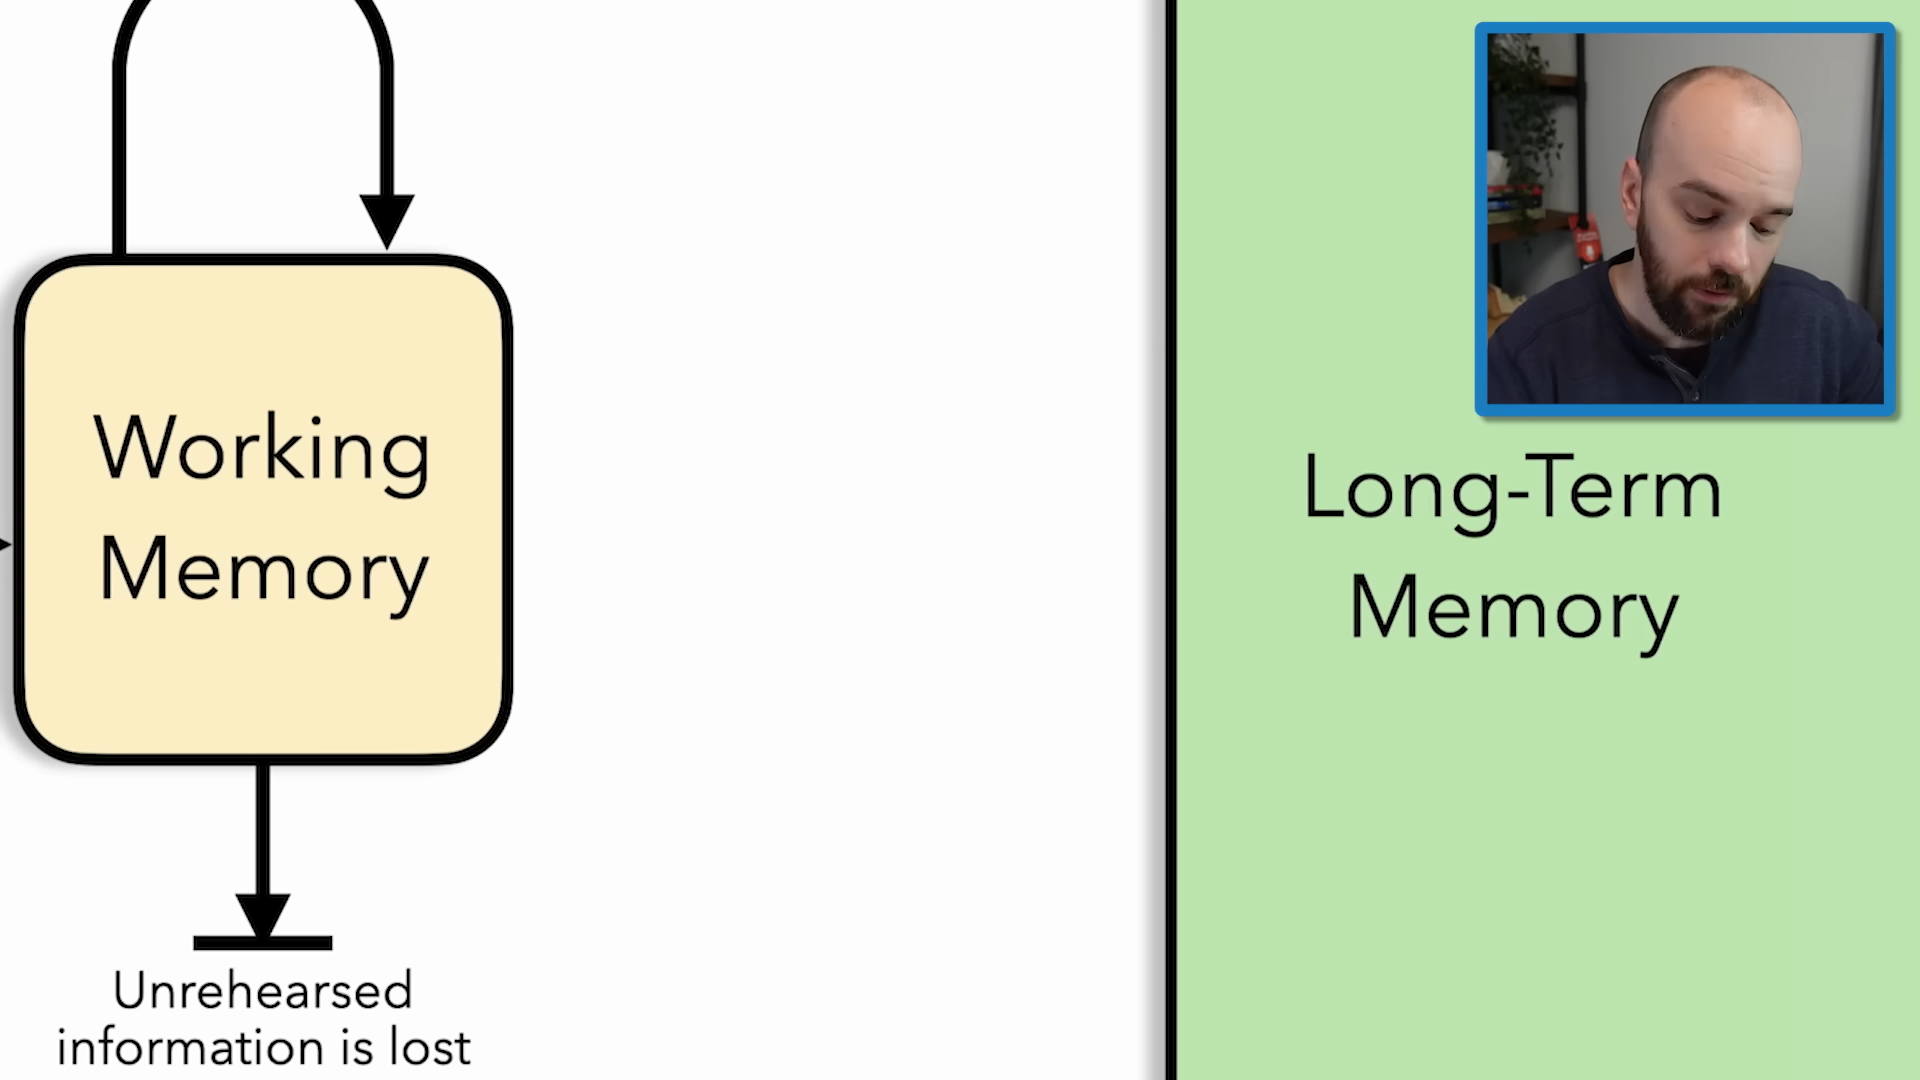 Working
Memory
Long-Term
Memory
Unrehearsed
information is lost